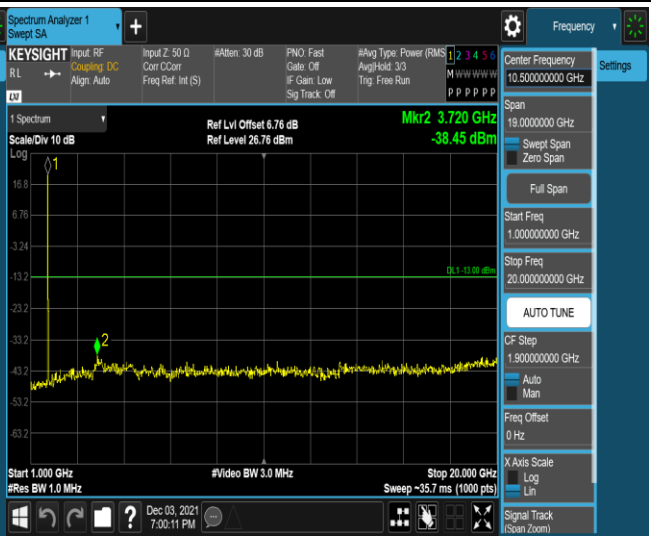 Spectrum Analyzer 1
Swept SA
Frequency
KEYSIGHT
RL
LXI
Input: RF
Coupling: DC
Align: Auto
Input Z: 50 Ω
Corr CCorr
Freq Ref: Int (S)
#Atten: 30 dB
PNO: Fast
Gate: Off
IF Gain: Low
Sig Track: Off
#Avg Type: Power (RMS
Avg|Hold: 3/3
Trig: Free Run
1 2 3 4 5 6
M W W W W W
P P P P P P
1 Spectrum
Scale/Div 10 dB
Log
Ref Lvl Offset 6.76 dB
Ref Level 26.76 dBm
Mkr2 3.720 GHz
-38.45 dBm
1
16.8
6.76
-3.24
-13.2
DL1 -13.00 dBm
-23.2
-33.2
2
-43.2
-53.2
-63.2
Start 1.000 GHz
#Video BW 3.0 MHz
Stop 20.000 GHz
#Res BW 1.0 MHz
Sweep ~35.7 ms (1000 pts)
?
Dec 03, 2021
7:00:11 PM
Center Frequency
10.500000000 GHz
Settings
Span
19.0000000 GHz
Swept Span
Zero Span
Full Span
Start Freq
1.000000000 GHz
Stop Freq
20.000000000 GHz
AUTO TUNE
CF Step
1.900000000 GHz
Auto
Man
Freq Offset
0 Hz
X Axis Scale
Log
Lin
Signal Track
(Span Zoom)